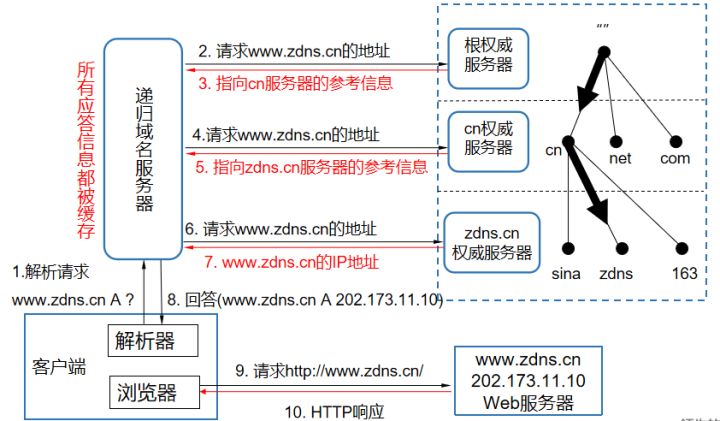 2. 请求www.zdns.cn的地址
3. 指向cn服务器的参考信息
根权威
服务器
“”
所有应答信息都被缓存
递归域名服务器
4.请求www.zdns.cn的地址
5. 指向zdns.cn服务器的参考信息
cn权威
服务器
cn
net
com
6. 请求www.zdns.cn的地址
7. www.zdns.cn的IP地址
zdns.cn
权威服务器
sina
zdns
163
1.解析请求
www.zdns.cn A ?
8. 回答(www.zdns.cn A 202.173.11.10)
客户端
解析器
浏览器
9. 请求http://www.zdns.cn/
10. HTTP响应
www.zdns.cn
202.173.11.10
Web服务器